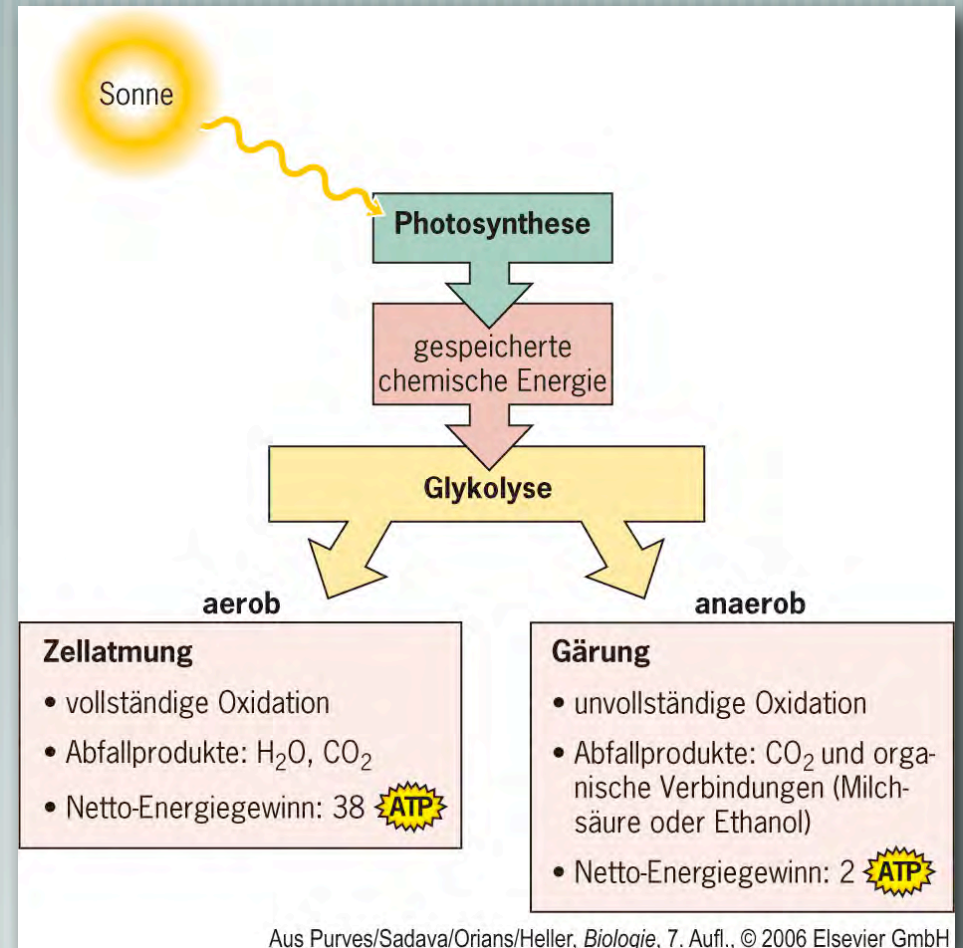 Sonne
Photosynthese
gespeicherte
chemische Energie
Glykolyse
aerob
Zellatmung
• vollständige Oxidation
• Abfallprodukte: H₂O, CO₂
• Netto-Energiegewinn: 38 ATP
anaerob
Gärung
• unvollständige Oxidation
• Abfallprodukte: CO₂ und orga-
nische Verbindungen (Milch-
säure oder Ethanol)
• Netto-Energiegewinn: 2 ATP
Aus Purves/Sadava/Orians/Heller, Biologie, 7. Aufl., © 2006 Elsevier GmbH